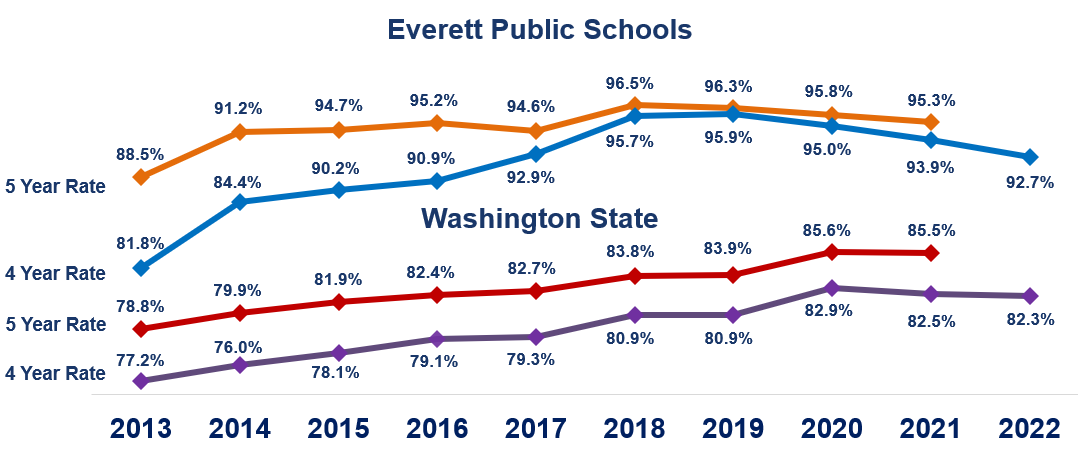 Everett Public Schools
96.5% 96.3% 95.8% 95.3%
91.2% 94.7% 95.2% 94.6%
88.5% 95.7% 95.9% 95.0%
90.2% 90.9% 92.9% 93.9%
5 Year Rate 84.4% 92.7%
Washington State
81.8% 83.8% 83.9% 85.6% 85.5%
4 Year Rate 81.9% 82.4% 82.7%
78.8% 79.9%
5 Year Rate 82.9% 82.5% 82.3%
77.2% 76.0% 80.9% 80.9%
4 Year Rate 78.1% 79.1% 79.3%
2013 2014 2015 2016 2017 2018 2019 2020 2021 2022